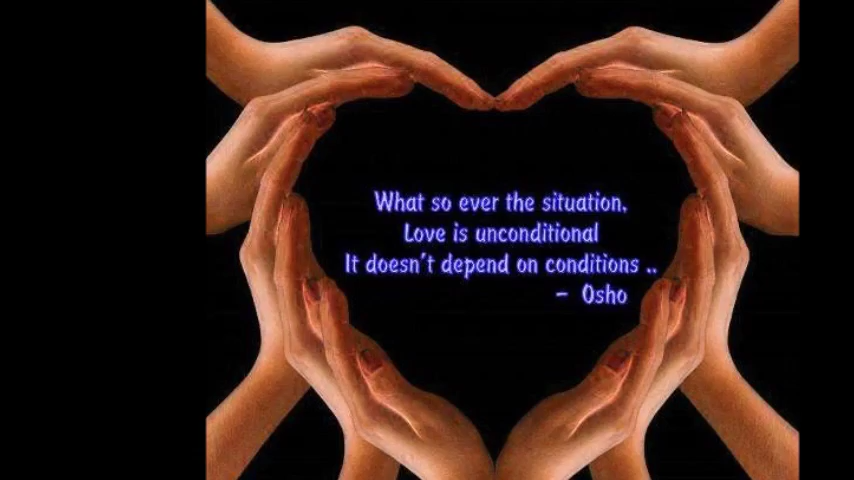 What so ever the situation,
Love is unconditional
It doesn't depend on conditions ..
- Osho